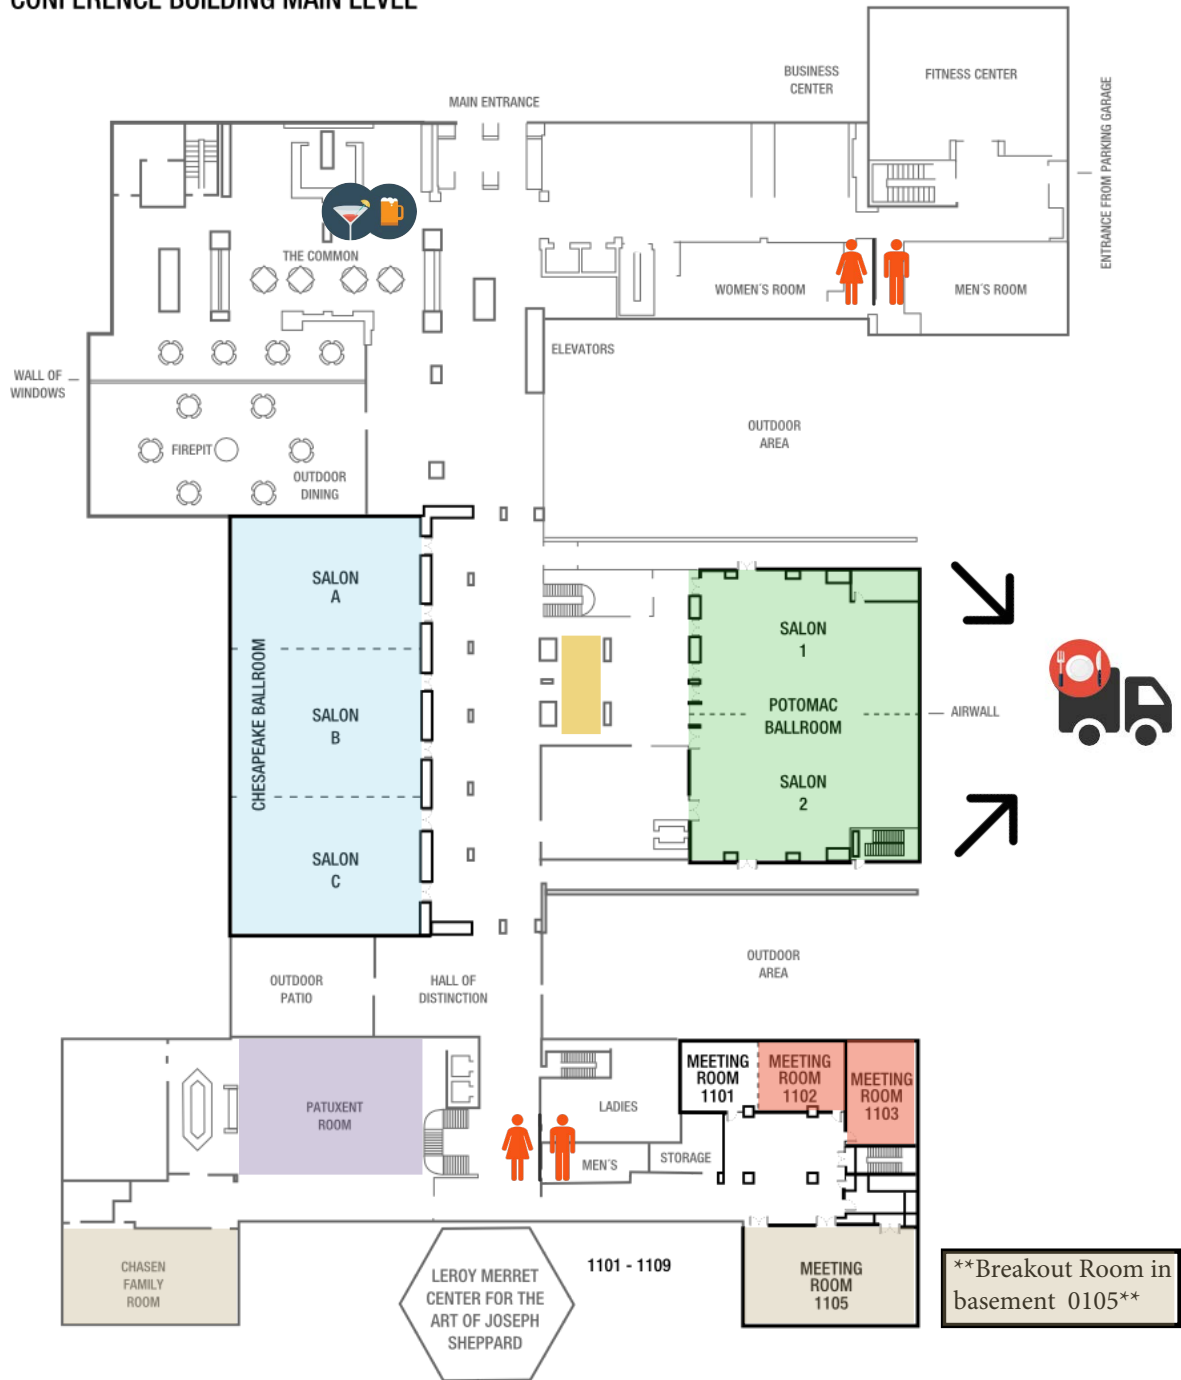 CONFERENCE BUILDING MAIN LEVEL
BUSINESS
CENTER
FITNESS CENTER
MAIN ENTRANCE
ENTRANCE FROM PARKING GARAGE
THE COMMON
WOMEN'S ROOM
MEN'S ROOM
ELEVATORS
WALL OF
WINDOWS
OUTDOOR
AREA
FIREPIT
OUTDOOR
DINING
SALON
A
CHESAPEAKE BALLROOM
SALON
B
SALON
C
SALON
1
POTOMAC
BALLROOM
AIRWALL
SALON
2
OUTDOOR
PATIO
HALL OF
DISTINCTION
OUTDOOR
AREA
PATUXENT
ROOM
LADIES
MEN'S
STORAGE
MEETING
ROOM
1101
MEETING
ROOM
1102
MEETING
ROOM
1103
CHASEN
FAMILY
ROOM
LEROY MERRET
CENTER FOR THE
ART OF JOSEPH
SHEPPARD
1101 - 1109
MEETING
ROOM
1105
**Breakout Room in
basement 0105**